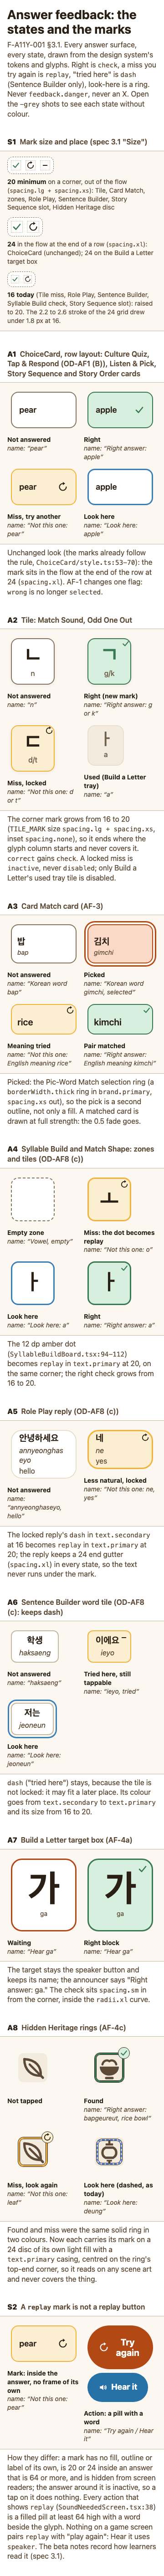 Answer feedback: the
states and the marks
F-A11Y-001 §3.1. Every answer surface,
every state, drawn from the design system's
tokens and glyphs. Right is check, a miss you
try again is replay, "tried here" is dash
(Sentence Builder only), look-here is a ring.
Never feedback.danger, never an X. Open
the –grey shots to see each state without
colour.
S1 Mark size and place (spec 3.1 "Size")
20 minimum on a corner, out of the flow
(spacing.lg + spacing.xs): Tile, Card Match,
zones, Role Play, Sentence Builder, Story
Sequence slot, Hidden Heritage disc
24 in the flow at the end of a row (spacing.xl):
ChoiceCard (unchanged); 24 on the Build a Letter
target box
16 today (Tile miss, Role Play, Sentence Builder,
Syllable Build check, Story Sequence slot): raised
to 20. The 2.2 to 2.6 stroke of the 24 grid drew
under 1.8 px at 16.
A1 ChoiceCard, row layout: Culture Quiz,
Tap & Respond (OD-AF1 (B)), Listen & Pick,
Story Sequence and Story Order cards
pear
apple
Not answered
name: "pear"
Right
name: "Right answer:
apple"
pear
apple
Miss, try another
name: "Not this one:
pear"
Look here
name: "Look here:
apple"
Unchanged look (the marks already follow
the rule, ChoiceCard/style.ts:53–70): the
mark sits in the flow at the end of the row at
24 (spacing.xl). AF-1 changes one flag:
wrong is no longer selected.
A2 Tile: Match Sound, Odd One Out
ㄴ
n
ㄱ
g/k
Not answered
name: "n"
Right (new mark)
name: "Right answer: g
or k"
ㄷ
d/t
ㅏ
a
Miss, locked
name: "Not this one: d
or t"
Used (Build a Letter
tray)
name: "a"
The corner mark grows from 16 to 20
(TILE_MARK size spacing.lg + spacing.xs,
inset spacing.none), so it ends where the
glyph column starts and never covers it.
correct gains check. A locked miss is
inactive, never disabled; only Build a
Letter's used tray tile is disabled.
A3 Card Match card (AF-3)
밥
bap
김치
gimchi
Not answered
name: "Korean word
bap"
Picked
name: "Korean word
gimchi, selected"
rice
kimchi
Meaning tried
name: "Not this one:
English meaning rice"
Pair matched
name: "Right answer:
English meaning kimchi"
Picked: the Pic-Word Match selection ring (a
borderWidth.thick ring in brand.primary,
spacing.xs out), so the pick is a second
outline, not only a fill. A matched card is
drawn at full strength: the 0.5 fade goes.
A4 Syllable Build and Match Shape: zones
and tiles (OD-AF8 (c))
ㅗ
Empty zone
name: "Vowel, empty"
Miss: the dot becomes
replay
name: "Not this one: o"
ㅏ
ㅏ
Look here
name: "Look here: a"
Right
name: "Right answer: a"
The 12 dp amber dot
(SyllableBuildBoard.tsx:94–112)
becomes replay in text.primary at 20, on
the same corner; the right check grows from
16 to 20.
A5 Role Play reply (OD-AF8 (c))
안녕하세요
annyeonghas
eyo
hello
네
ne
yes
Not answered
name:
"annyeonghaseyo,
hello"
Less natural, locked
name: "Not this one: ne,
yes"
The locked reply's dash in text.secondary
at 16 becomes replay in text.primary at
20; the reply keeps a 24 end gutter
(spacing.xl) in every state, so the text
never runs under the mark.
A6 Sentence Builder word tile (OD-AF8
(c): keeps dash)
학생
haksaeng
이에요
ieyo
Not answered
name: "haksaeng"
Tried here, still
tappable
name: "ieyo, tried"
저는
jeoneun
Look here
name: "Look here:
jeoneun"
dash ("tried here") stays, because the tile is
not locked: it may fit a later place. Its colour
goes from text.secondary to text.primary
and its size from 16 to 20.
A7 Build a Letter target box (AF-4a)
가
ga
가
ga
Waiting
name: "Hear ga"
Right block
name: "Hear ga"
The target stays the speaker button and
keeps its name; the announcer says "Right
answer: ga." The check sits spacing.sm in
from the corner, inside the radii.xl curve.
A8 Hidden Heritage rings (AF-4c)
Not tapped
Found
name: "Right answer:
bapgeureut, rice bowl"
Miss, look again
name: "Not this one:
leaf"
Look here (dashed, as
today)
name: "Look here:
deung"
Found and miss were the same solid ring in
two colours. Now each carries its mark on a
24 disc of its own light fill with a
text.primary casing, centred on the ring's
top-end corner, so it reads on any scene art
and never covers the thing.
S2 A replay mark is not a replay button
pear
Try
again
Hear it
Mark: inside the
answer, no frame of its
own
name: "Not this one:
pear"
Action: a pill with a
word
name: "Try again / Hear
it"
How they differ: a mark has no fill, outline or
label of its own, is 20 or 24 inside an answer
that is 64 or more, and is hidden from screen
readers; the answer around it is inactive, so a
tap on it does nothing. Every action that
shows replay (SoundNeededScreen.tsx:38)
is a filled pill at least 64 high with a word
beside the glyph. Nothing on a game screen
pairs replay with "play again": Hear it uses
speaker. The beta notes record how learners
read it (spec 3.1).